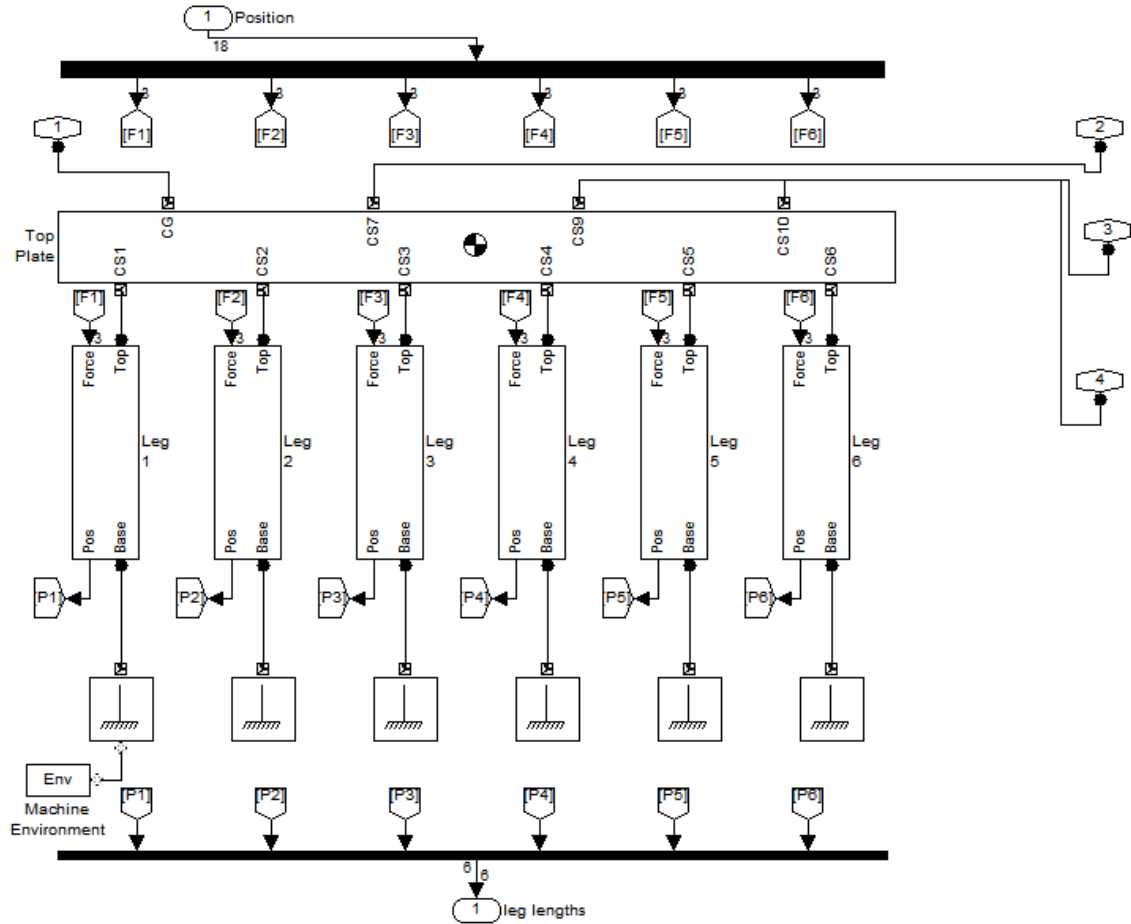 1 Position
18
3 3 3 3 3 3
[F1] [F2] [F3] [F4] [F5] [F6]
1
2
3
4
CG CS7 CS9 CS10
Top
Plate
CS1 CS2 CS3 CS4 CS5 CS6
[F1] [F2] [F3] [F4] [F5] [F6]
3 3 3 3 3 3
Force Top Force Top Force Top Force Top Force Top Force Top
Leg Leg Leg Leg Leg Leg
1 2 3 4 5 6
Pos Base Pos Base Pos Base Pos Base Pos Base Pos Base
[P1] [P2] [P3] [P4] [P5] [P6]
Env
Machine
Environment
[P1] [P2] [P3] [P4] [P5] [P6]
6 6
1 leg lengths